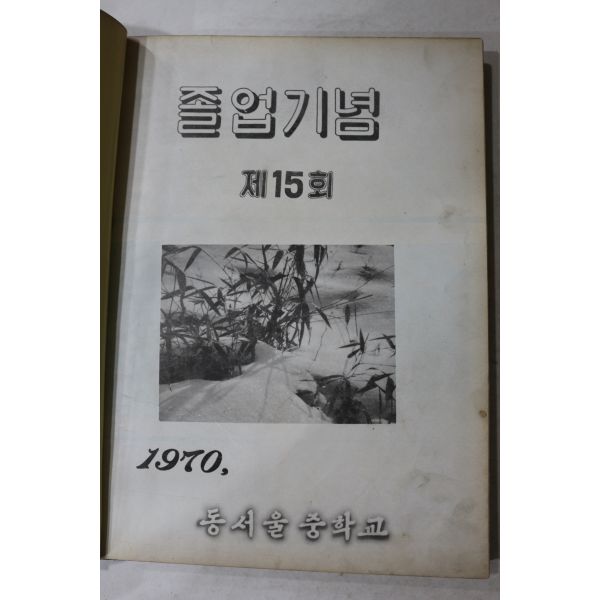 졸업기념
제15회
1970,
동서울 중학교